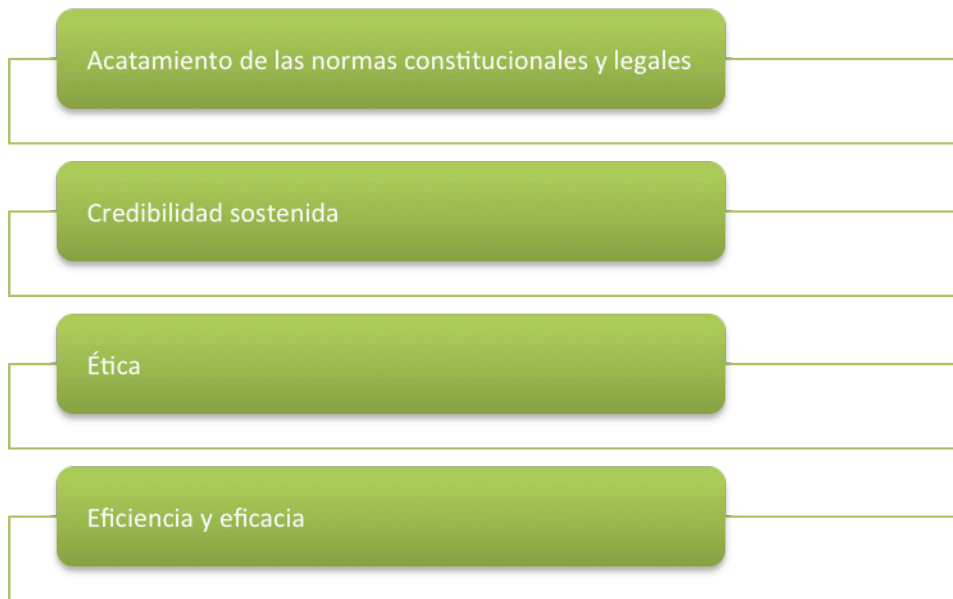 Acatamiento de las normas constitucionales y legales
Credibilidad sostenida
Ética
Eficiencia y eficacia